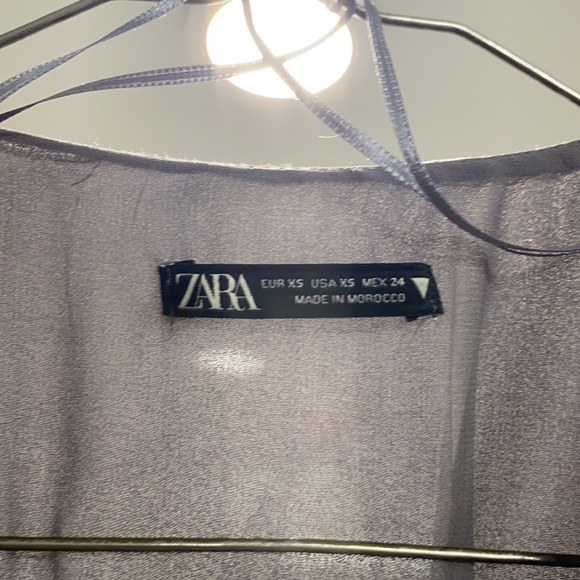 ZARA EUR XS USA XS MEX 24
MADE IN MOROCCO